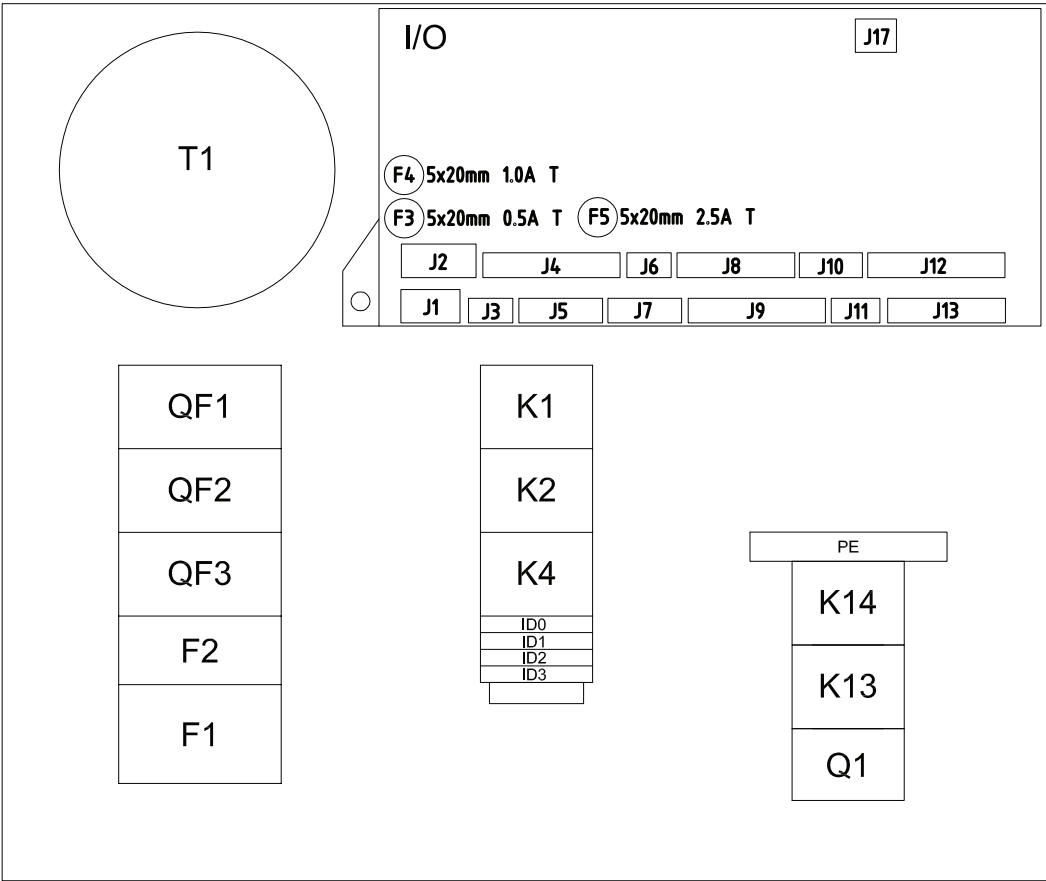 I/O
J17
T1
F4 5x20mm 1.0A T
F3 5x20mm 0.5A T F5 5x20mm 2.5A T
J2 J4 J6 J8 J10 J12
J1 J3 J5 J7 J9 J11 J13
QF1
QF2
QF3
F2
F1
K1
K2
K4
ID0
ID1
ID2
ID3
PE
K14
K13
Q1